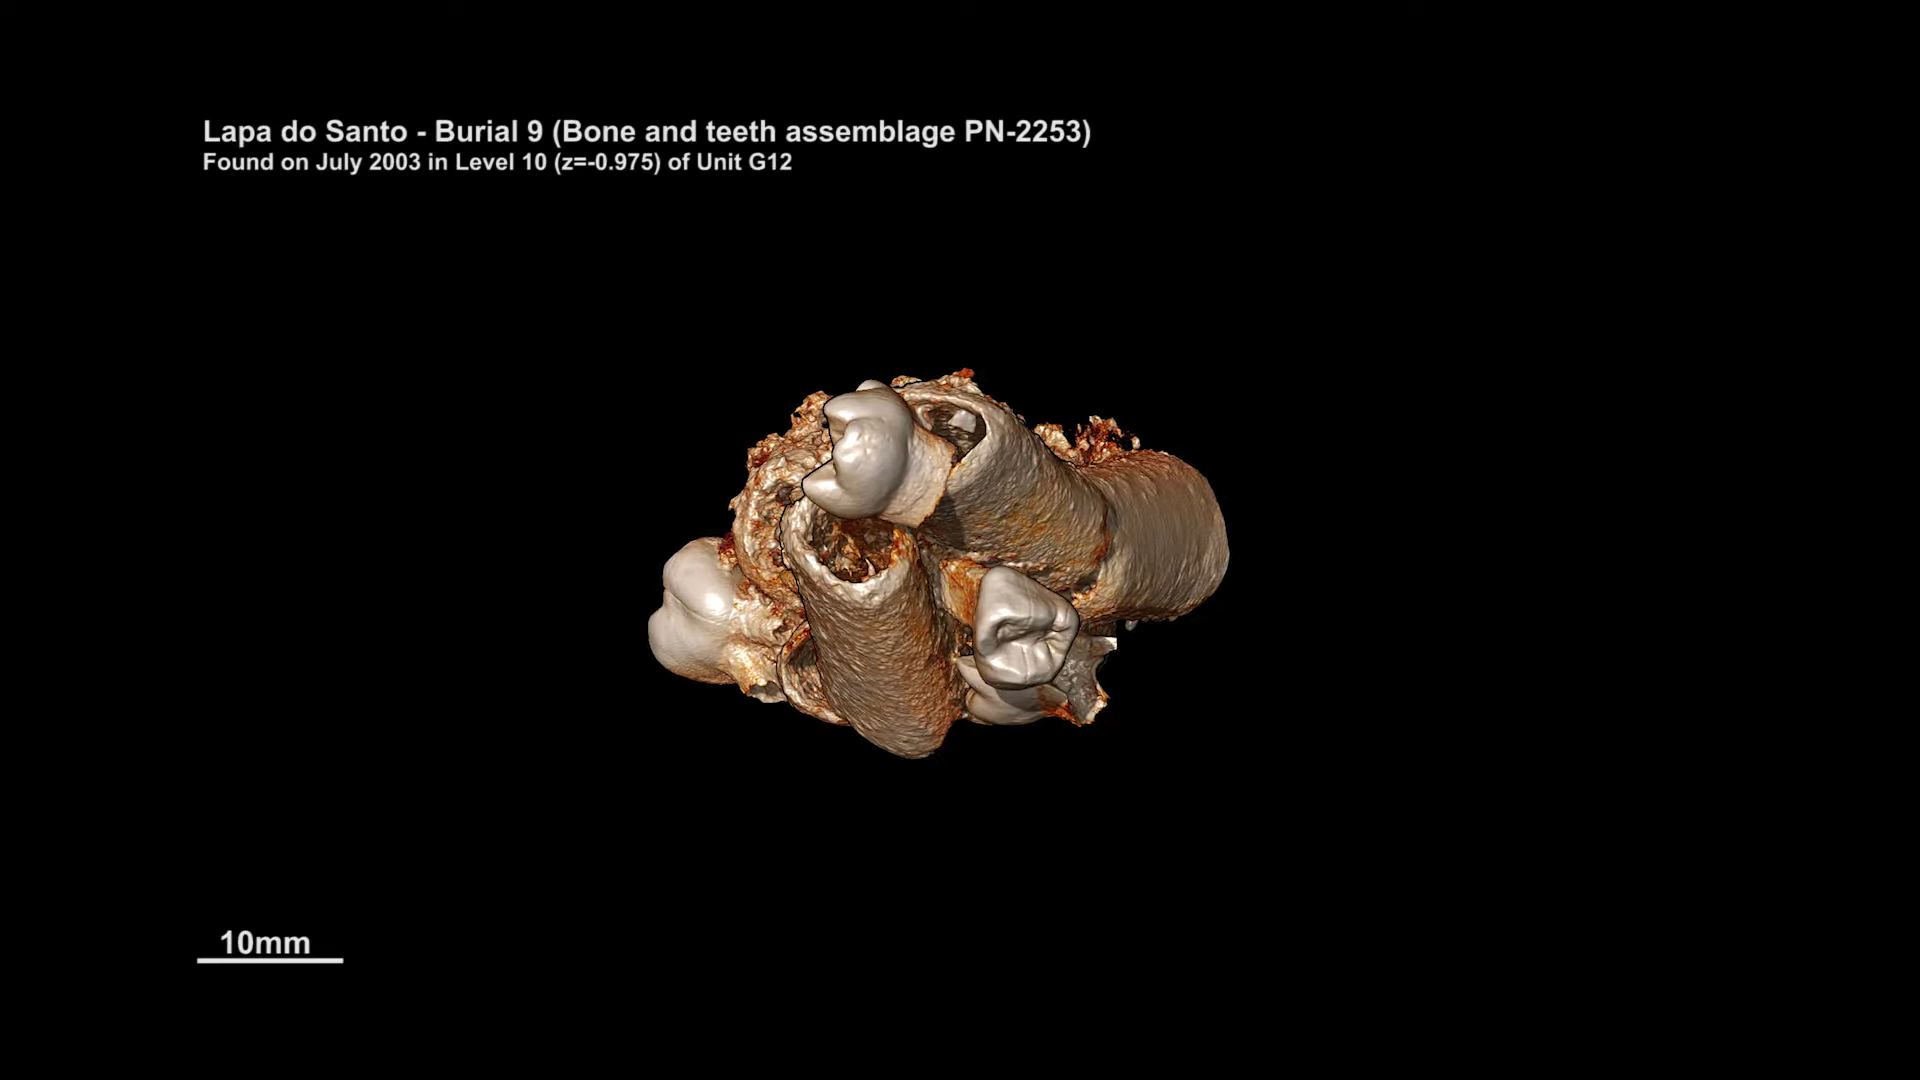 Lapa do Santo - Burial 9 (Bone and teeth assemblage PN-2253)
Found on July 2003 in Level 10 (z=-0.975) of Unit G12
10mm